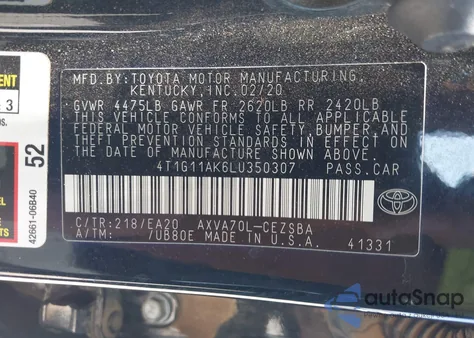 MFD.BY:TOYOTA MOTOR MANUFACTURING,
KENTUCKY,INC.02/20
GVWR 4475LB GAWR FR 2620LB RR 2420LB
THIS VEHICLE CONFORMS TO ALL APPLICABLE
FEDERAL MOTOR VEHICLE SAFETY,BUMPER,AND
THEFT PREVENTION STANDARDS IN EFFECT ON
THE DATE OF MANUFACTURE SHOWN ABOVE.
4T1G11AK6LU350307 PASS.CAR
C/TR:218/EA20 AXVA70L-CEZSBA
A/TM: /UB80E MADE IN U.S.A. 41331
TOYOTA
52
42661-06B40
3
autoSnap